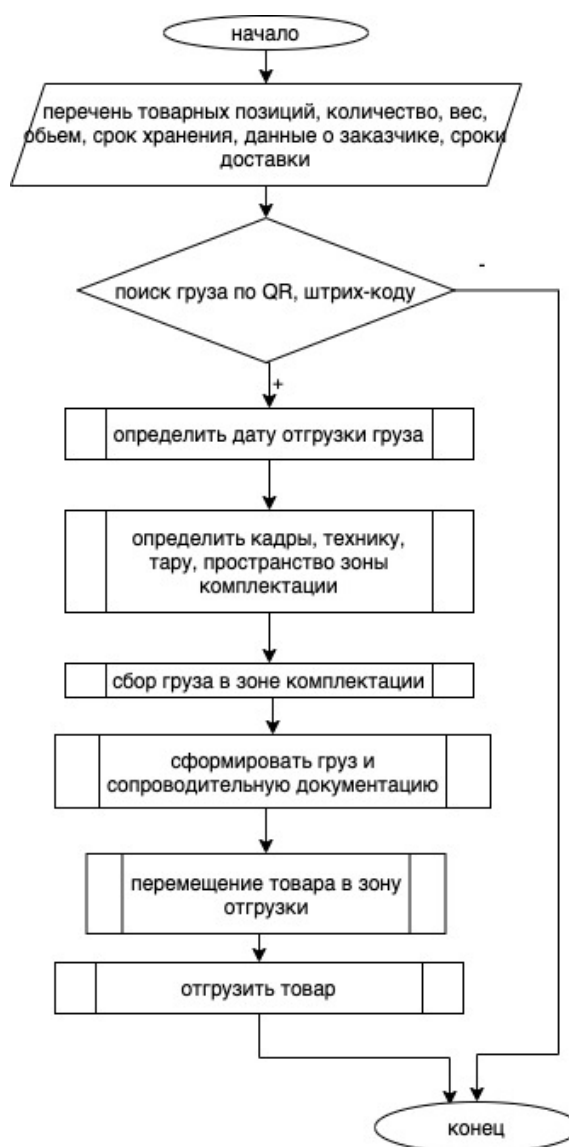 начало
перечень товарных позиций, количество, вес,
обьем, срок хранения, данные о заказчике, сроки
доставки
-
поиск груза по QR, штрих-коду
+
определить дату отгрузки груза
определить кадры, технику,
тару, пространство зоны
комплектации
сбор груза в зоне комплектации
сформировать груз и
сопроводительную документацию
перемещение товара в зону
отгрузки
отгрузить товар
конец